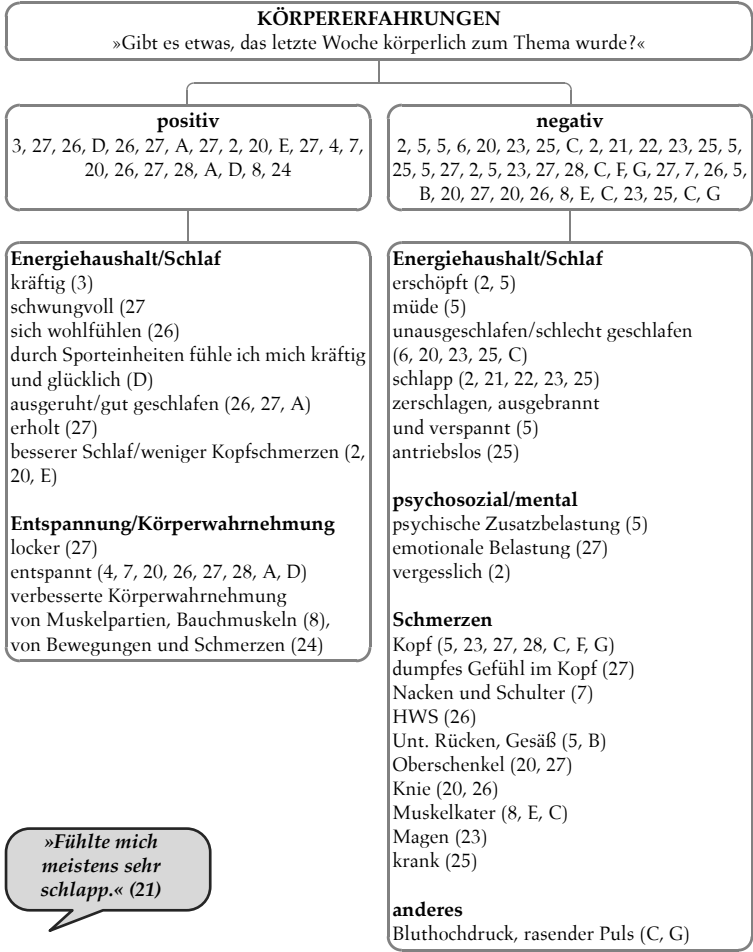 KÖRPERERFAHRUNGEN
»Gibt es etwas, das letzte Woche körperlich zum Thema wurde?«
positiv
3, 27, 26, D, 26, 27, A, 27, 2, 20, E, 27, 4, 7,
20, 26, 27, 28, A, D, 8, 24
negativ
2, 5, 5, 6, 20, 23, 25, C, 2, 21, 22, 23, 25, 5,
25, 5, 27, 2, 5, 23, 27, 28, C, F, G, 27, 7, 26, 5,
B, 20, 27, 20, 26, 8, E, C, 23, 25, C, G
Energiehaushalt/Schlaf
kräftig (3)
schwungvoll (27
sich wohlfühlen (26)
durch Sporteinheiten fühle ich mich kräftig
und glücklich (D)
ausgeruht/gut geschlafen (26, 27, A)
erholt (27)
besserer Schlaf/weniger Kopfschmerzen (2,
20, E)
Entspannung/Körperwahrnehmung
locker (27)
entspannt (4, 7, 20, 26, 27, 28, A, D)
verbesserte Körperwahrnehmung
von Muskelpartien, Bauchmuskeln (8),
von Bewegungen und Schmerzen (24)
Energiehaushalt/Schlaf
erschöpft (2, 5)
müde (5)
unausgeschlafen/schlecht geschlafen
(6, 20, 23, 25, C)
schlapp (2, 21, 22, 23, 25)
zerschlagen, ausgebrannt
und verspannt (5)
antriebslos (25)
psychosozial/mental
psychische Zusatzbelastung (5)
emotionale Belastung (27)
vergesslich (2)
Schmerzen
Kopf (5, 23, 27, 28, C, F, G)
dumpfes Gefühl im Kopf (27)
Nacken und Schulter (7)
HWS (26)
Unt. Rücken, Gesäß (5, B)
Oberschenkel (20, 27)
Knie (20, 26)
Muskelkater (8, E, C)
Magen (23)
krank (25)
anderes
Bluthochdruck, rasender Puls (C, G)
»Fühlte mich
meistens sehr
schlapp.« (21)